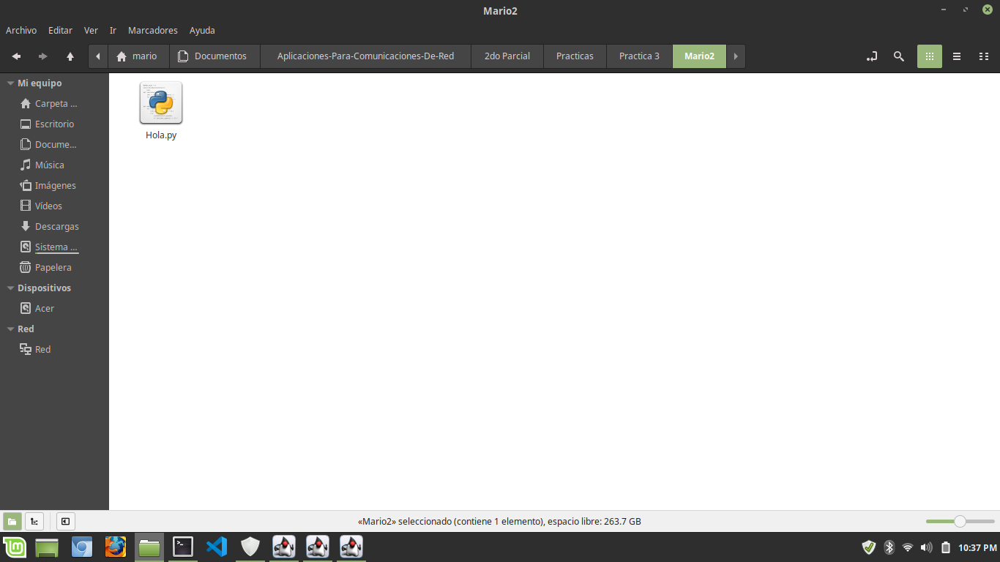 Mario2
Archivo Editar Ver Ir Marcadores Ayuda
mario Documentos Aplicaciones-Para-Comunicaciones-De-Red 2do Parcial Practicas Practica 3 Mario2
Mi equipo
Carpeta ...
Escritorio
Docume...
Música
Imágenes
Vídeos
Descargas
Sistema ...
Papelera
Dispositivos
Acer
Red
Red
Hola.py
«Mario2» seleccionado (contiene 1 elemento), espacio libre: 263.7 GB
10:37 PM